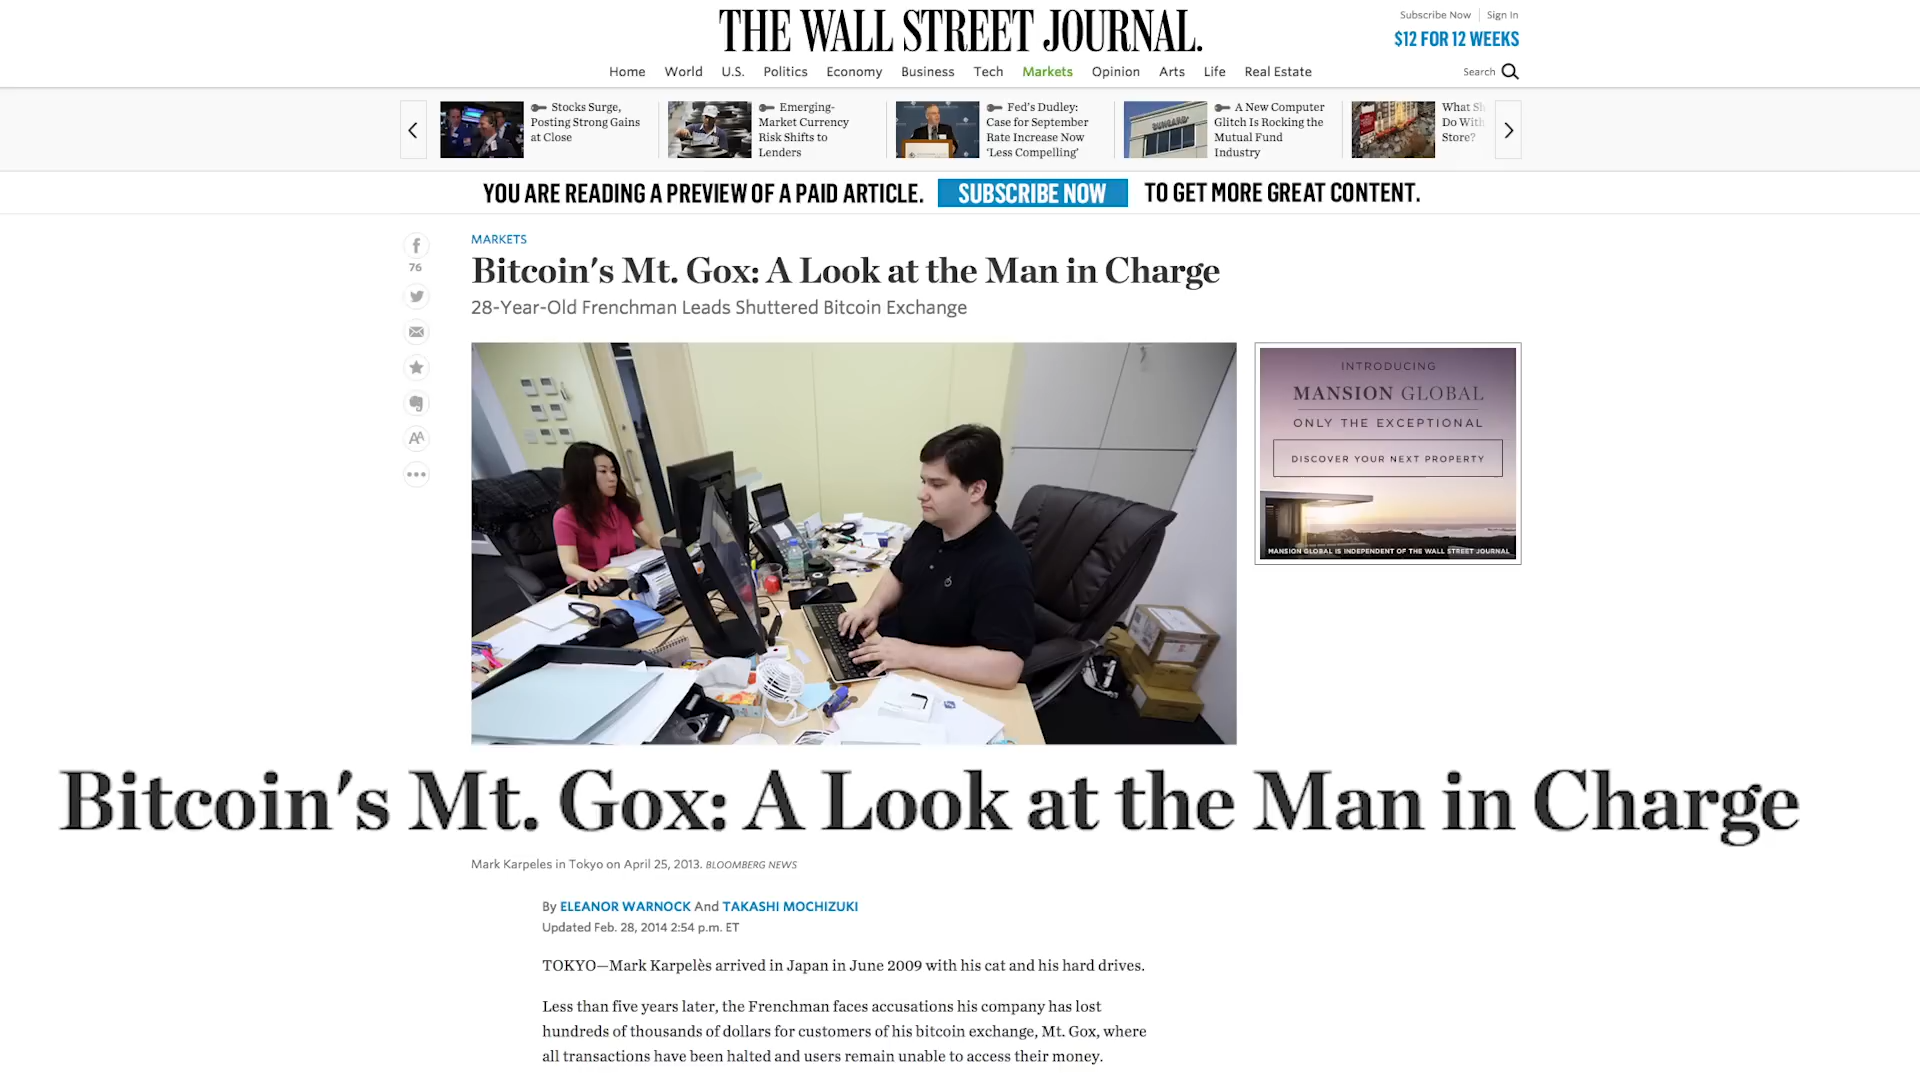 THE WALL STREET JOURNAL.
Subscribe Now | Sign In
$12 FOR 12 WEEKS
Home World U.S. Politics Economy Business Tech Markets Opinion Arts Life Real Estate
Search
Stocks Surge,
Posting Strong Gains
at Close
Emerging-
Market Currency
Risk Shifts to
Lenders
Fed's Dudley:
Case for September
Rate Increase Now
'Less Compelling'
SUNGARD
A New Computer
Glitch Is Rocking the
Mutual Fund
Industry
What
Do With
Store?
YOU ARE READING A PREVIEW OF A PAID ARTICLE. SUBSCRIBE NOW TO GET MORE GREAT CONTENT.
76
MARKETS
Bitcoin's Mt. Gox: A Look at the Man in Charge
28-Year-Old Frenchman Leads Shuttered Bitcoin Exchange
INTRODUCING
MANSION GLOBAL
ONLY THE EXCEPTIONAL
DISCOVER YOUR NEXT PROPERTY
MANSION GLOBAL IS INDEPENDENT OF THE WALL STREET JOURNAL
Bitcoin's Mt. Gox: A Look at the Man in Charge
Mark Karpeles in Tokyo on April 25, 2013. BLOOMBERG NEWS
By ELEANOR WARNOCK And TAKASHI MOCHIZUKI
Updated Feb. 28, 2014 2:54 p.m. ET
TOKYO—Mark Karpelès arrived in Japan in June 2009 with his cat and his hard drives.
Less than five years later, the Frenchman faces accusations his company has lost
hundreds of thousands of dollars for customers of his bitcoin exchange, Mt. Gox, where
all transactions have been halted and users remain unable to access their money.